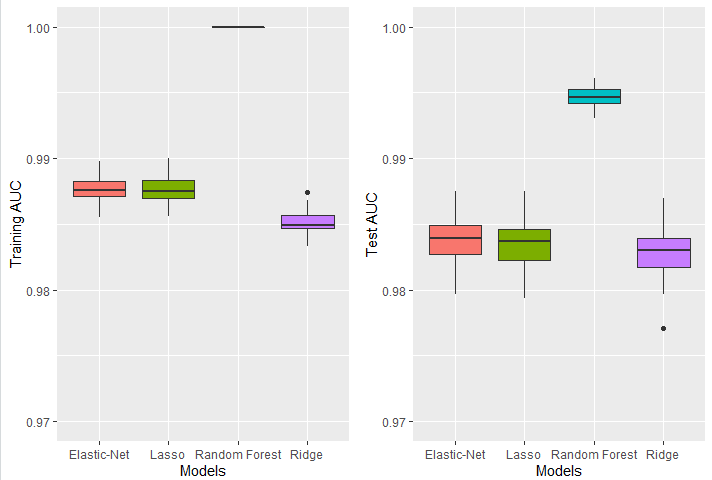 Training AUC
1.00
0.99
0.98
0.97
Elastic-Net Lasso Random Forest Ridge
Models
Test AUC
1.00
0.99
0.98
0.97
Elastic-Net Lasso Random Forest Ridge
Models